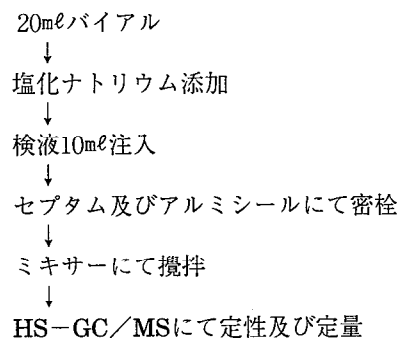 20mℓバイアル
↓
塩化ナトリウム添加
↓
検液10mℓ注入
↓
セプタム及びアルミシールにて密栓
↓
ミキサーにて攪拌
↓
HS－GC／MSにて定性及び定量